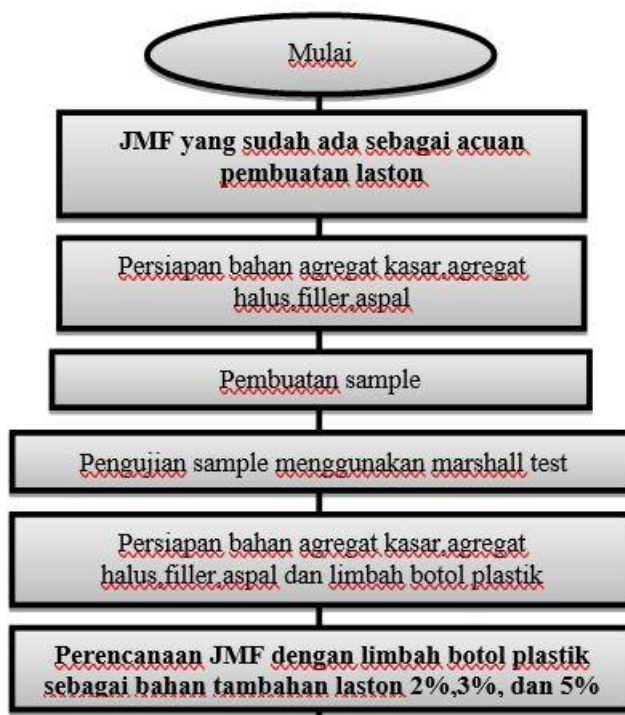 Mulai
JMF yang sudah ada sebagai acuan
pembuatan laston
Persiapan bahan agregat kasar,agregat
halus,filler,aspal
Pembuatan sample
Pengujian sample menggunakan marshall test
Persiapan bahan agregat kasar,agregat
halus,filler,aspal dan limbah botol plastik
Perencanaan JMF dengan limbah botol plastik
sebagai bahan tambahan laston 2%,3%, dan 5%